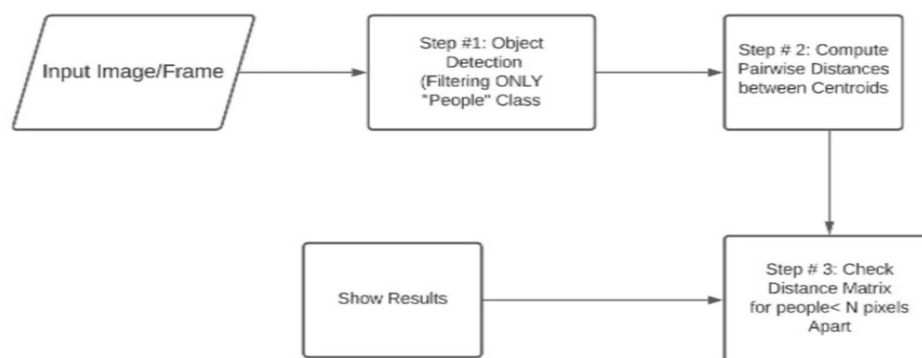 Input Image/Frame
Step #1: Object
Detection
(Filtering ONLY
"People" Class
Step # 2: Compute
Pairwise Distances
between Centroids
Step # 3: Check
Distance Matrix
for people< N pixels
Apart
Show Results